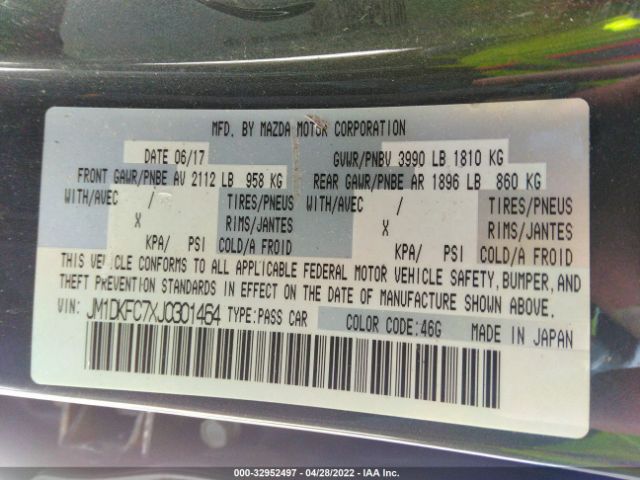 MFD. BY MAZDA MOTOR CORPORATION
DATE 06/17 GVWR/PNBV 3990 LB 1810 KG
FRONT GAWR/PNBE AV 2112 LB 958 KG REAR GAWR/PNBE AR 1896 LB 860 KG
WITH/AVEC / TIRES/PNEUS WITH/AVEC / TIRES/PNEUS
X RIMS/JANTES X RIMS/JANTES
KPA/ PSI COLD/A FROID KPA/ PSI COLD/A FROID
THIS VEHICLE CONFORMS TO ALL APPLICABLE FEDERAL MOTOR VEHICLE SAFETY, BUMPER, AND
THEFT PREVENTION STANDARDS IN EFFECT ON THE DATE OF MANUFACTURE SHOWN ABOVE.
VIN: JM1DKFC7XJ0301464 TYPE:PASS CAR COLOR CODE:46G MADE IN JAPAN
000-32952497 - 04/28/2022 - IAA Inc.